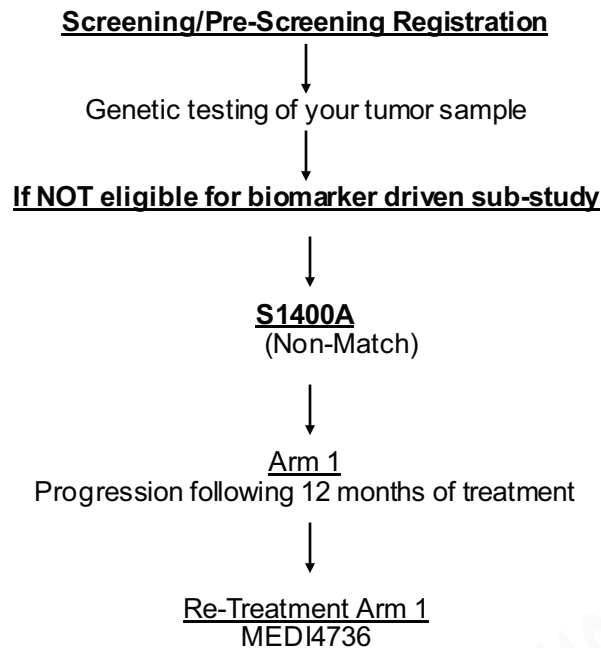 Screening/Pre-Screening Registration
Genetic testing of your tumor sample
If NOT eligible for biomarker driven sub-study
S1400A
(Non-Match)
Arm 1
Progression following 12 months of treatment
Re-Treatment Arm 1
MEDI4736